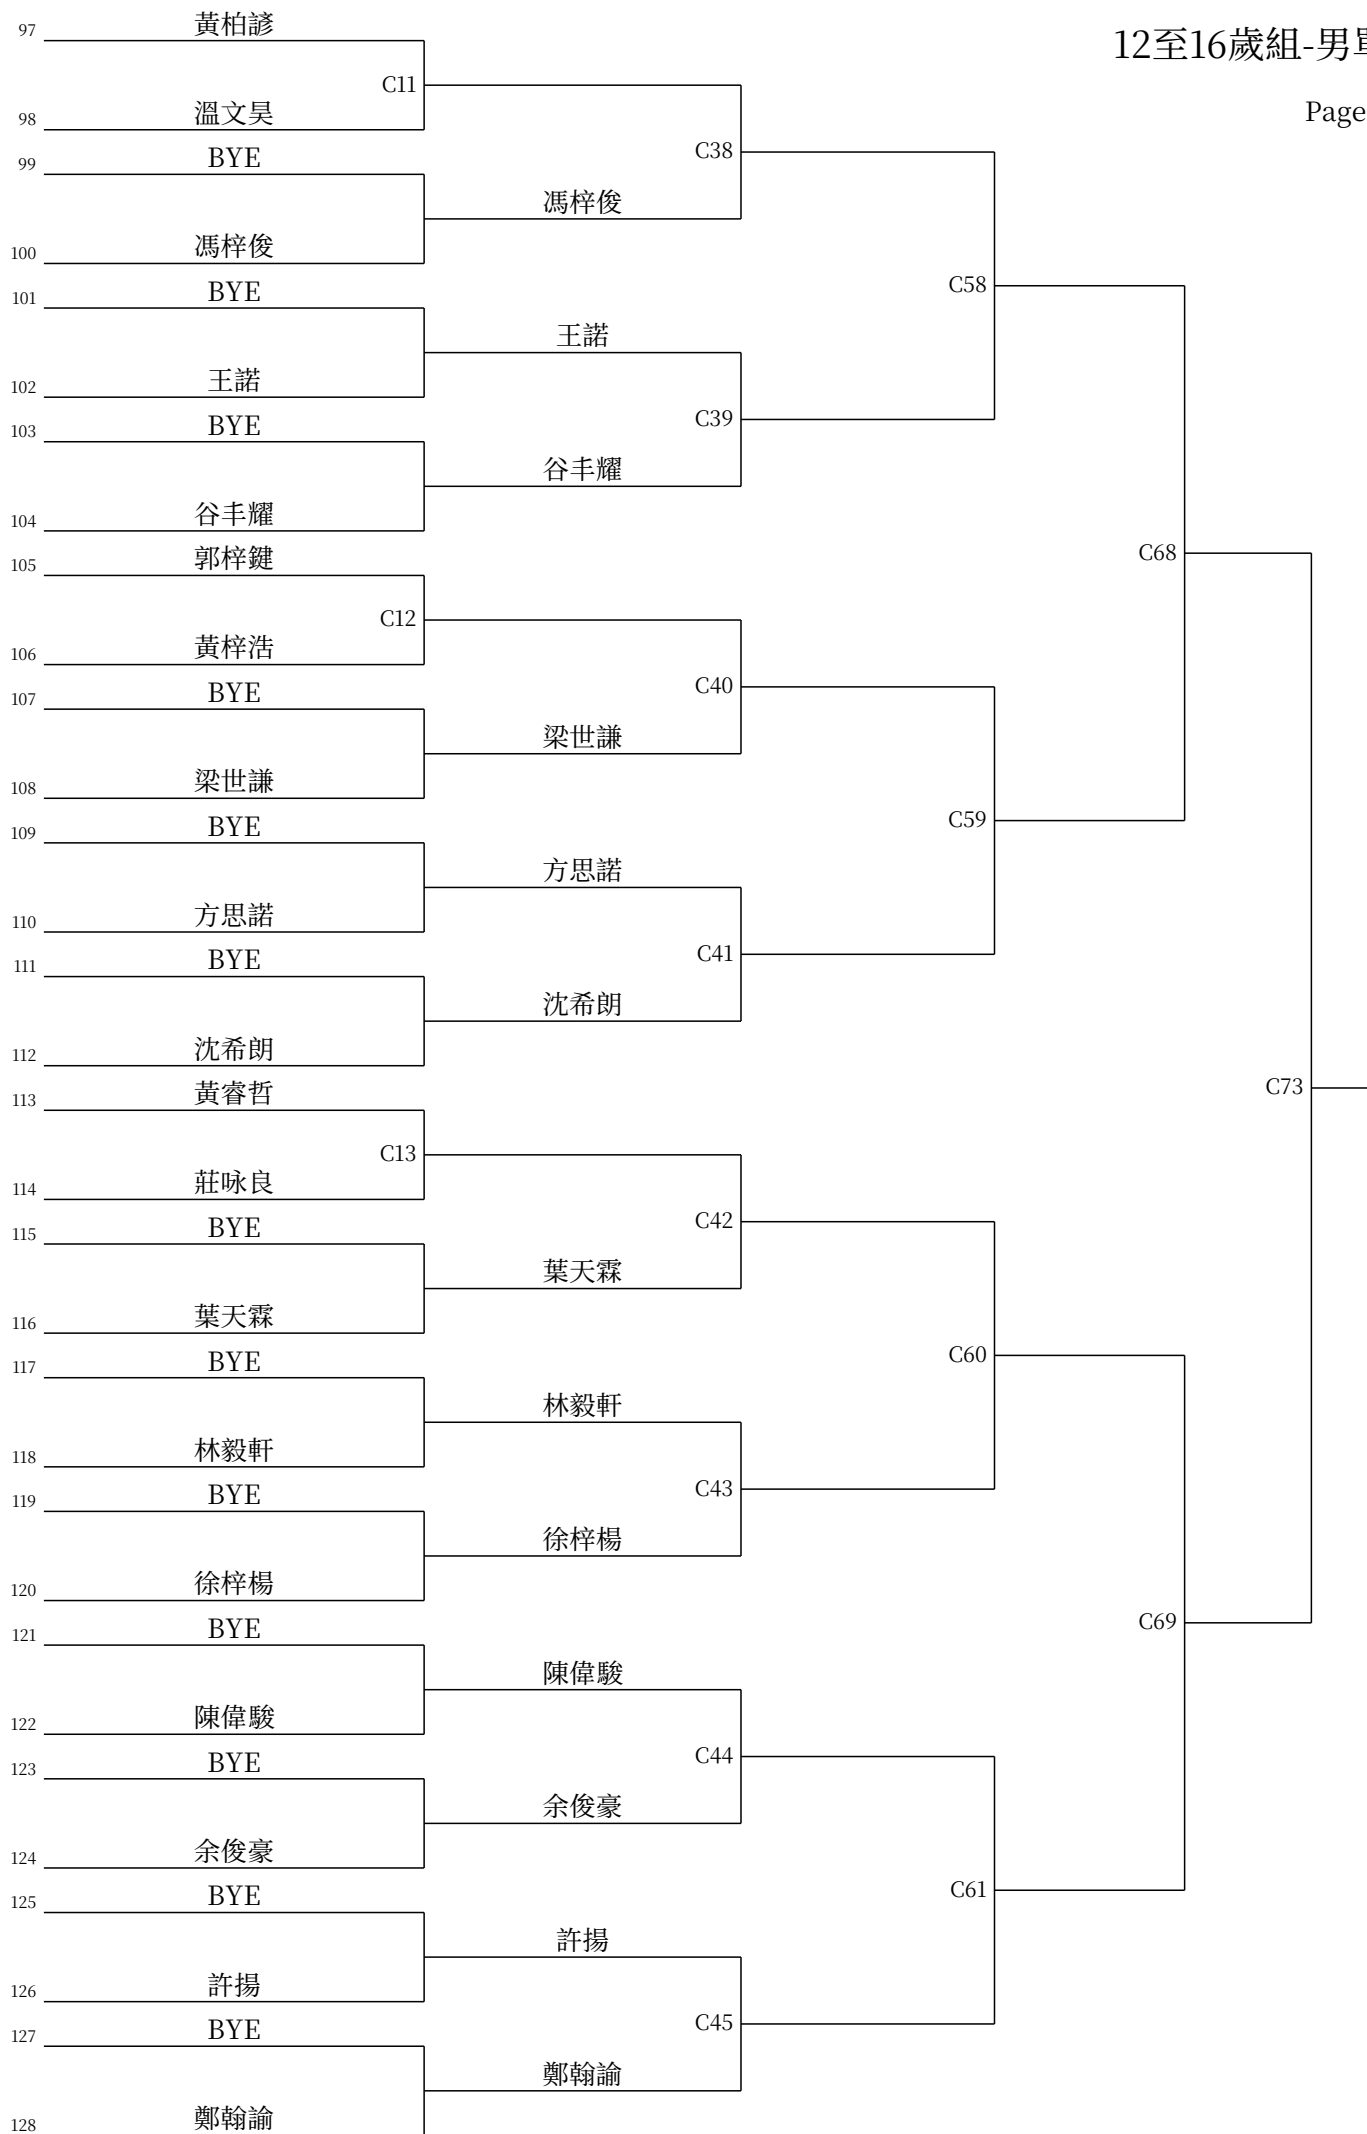 12至16歲組-男
Page
97 黃柏諺
C11
98 溫文昊
99 BYE
C38
馮梓俊
100 馮梓俊
101 BYE
C58
王諾
102 王諾
103 BYE
C39
谷丰耀
104 谷丰耀
105 郭梓鍵
C68
C12
106 黃梓浩
107 BYE
C40
梁世謙
108 梁世謙
109 BYE
C59
方思諾
110 方思諾
111 BYE
C41
沈希朗
112 沈希朗
113 黃睿哲
C73
C13
114 莊咏良
115 BYE
C42
葉天霖
116 葉天霖
117 BYE
C60
林毅軒
118 林毅軒
119 BYE
C43
徐梓楊
120 徐梓楊
121 BYE
C69
陳偉駿
122 陳偉駿
123 BYE
C44
余俊豪
124 余俊豪
125 BYE
C61
許揚
126 許揚
127 BYE
C45
鄭翰諭
128 鄭翰諭